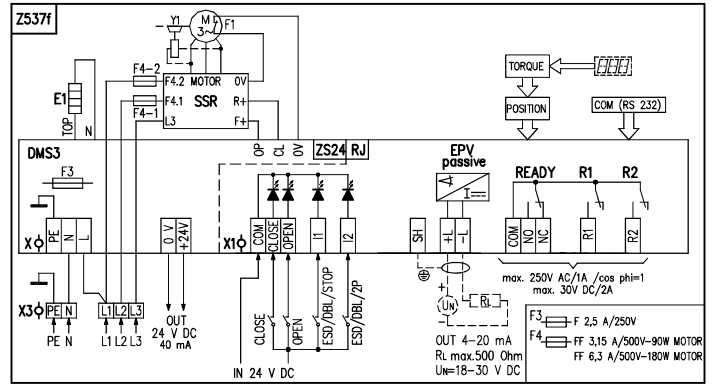 Z537f
Y1
M
3~
F1
F4-2
F4.2 MOTOR 0V
E1
F4.1 SSR R+
F4-1
L3 F+
TOP
N
OP
CL
0V
TORQUE
POSITION
COM (RS 232)
DMS3
ZS24 RJ
EPV
passive
READY R1 R2
F3
I
X
PE
N
L
0 V
+24V
X1
COM
CLOSE
OPEN
I1
I2
SH
+L
-L
COM
NO
NC
R1
R2
X3
PE N
L1 L2 L3
PE N
L1 L2 L3
OUT
24 V DC
40 mA
CLOSE
OPEN
ESD/DBL/STOP
ESD/DBL/2P
IN 24 V DC
+
UN
−
RL
OUT 4-20 mA
RL max.500 Ohm
UN=18-30 V DC
max. 250V AC/1A /cos phi=1
max. 30V DC/2A
F3 F 2,5 A/250V
F4 FF 3,15 A/500V-90W MOTOR
FF 6,3 A/500V-180W MOTOR